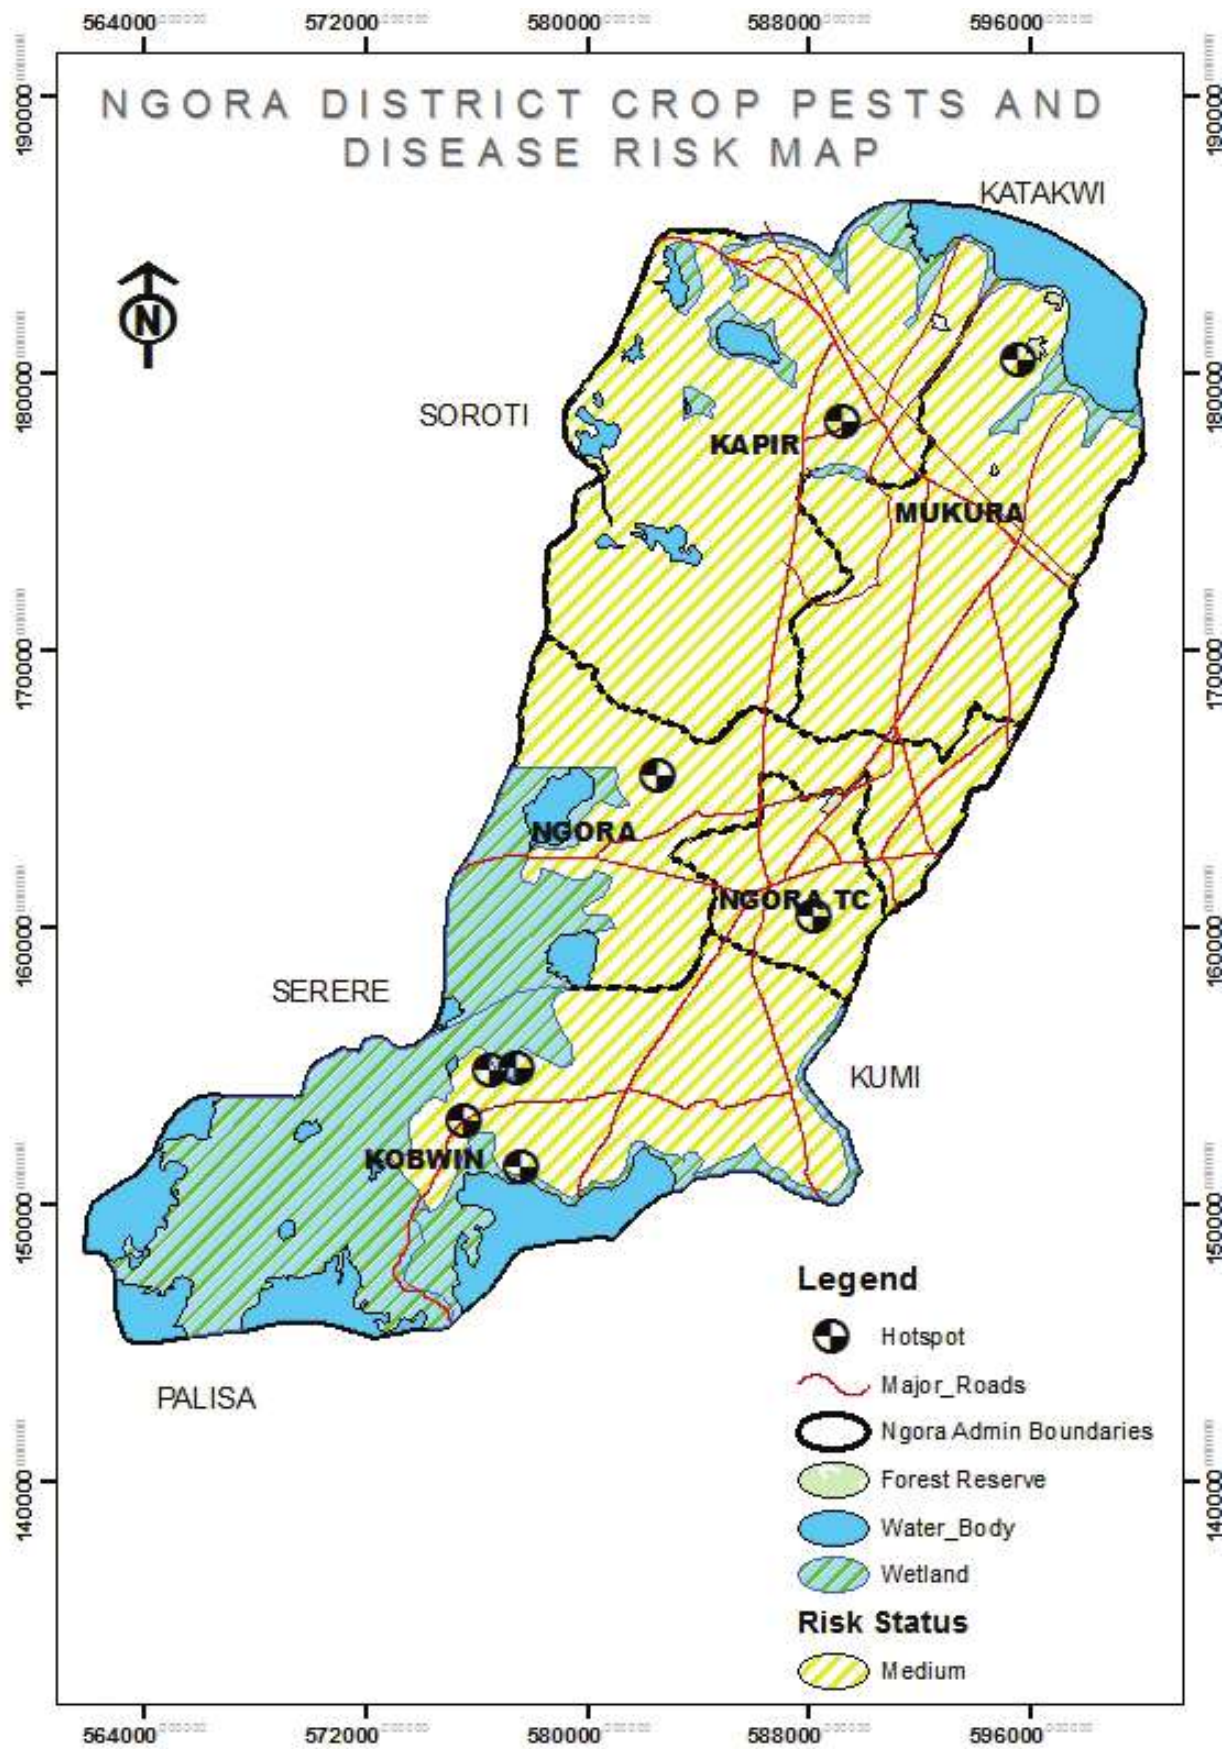 564000 572000 580000 588000 596000
NGORA DISTRICT CROP PESTS AND
DISEASE RISK MAP
KATAKWI
N
SOROTI
KAPIR
MUKURA
NGORA
NGORA TC
SERERE
KUMI
KOBWIN
PALISA
190000
180000
170000
160000
150000
140000
190000
180000
170000
160000
150000
140000
Legend
Hotspot
Major_Roads
Ngora Admin Boundaries
Forest Reserve
Water_Body
Wetland
Risk Status
Medium
564000 572000 580000 588000 596000